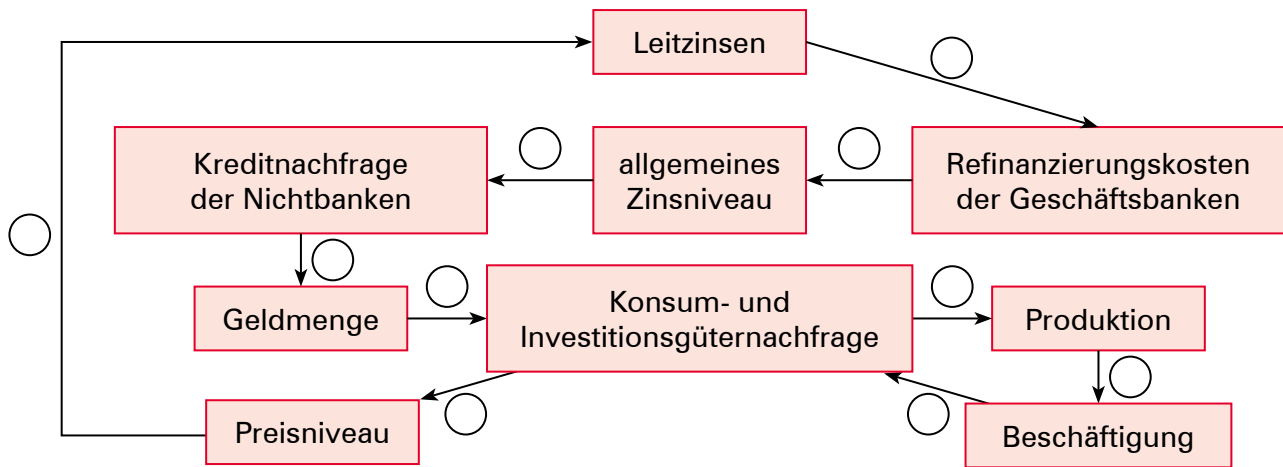 Leitzinsen
Kreditnachfrage
der Nichtbanken
allgemeines
Zinsniveau
Refinanzierungskosten
der Geschäftsbanken
Geldmenge
Konsum- und
Investitionsgüternachfrage
Produktion
Preisniveau
Beschäftigung